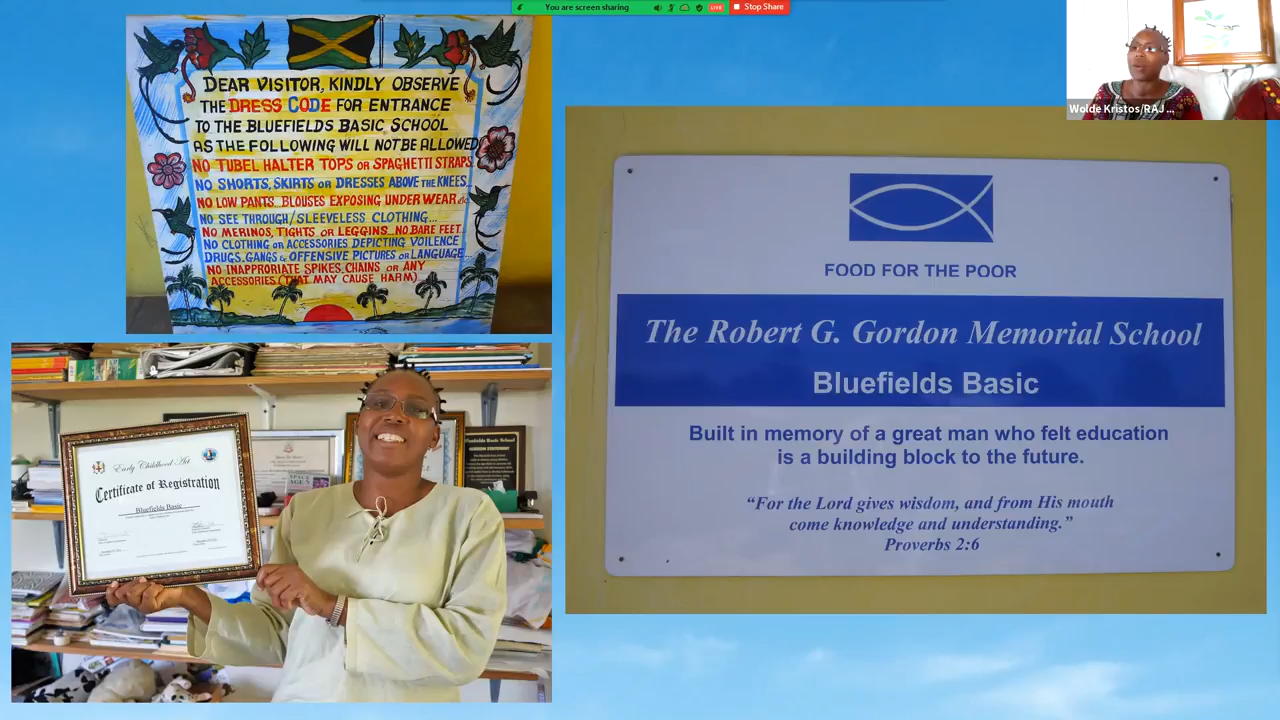 You are screen sharing
LIVE
Stop Share
Wolde Kristos/RAJ ...
DEAR VISITOR, KINDLY OBSERVE
THE DRESS CODE FOR ENTRANCE
TO THE BLUEFIELDS BASIC SCHOOL
AS THE FOLLOWING WILL NOT BE ALLOWED
NO TUBEL HALTER TOPS OR SPAGHETTI STRAPS.
NO SHORTS, SKIRTS OR DRESSES ABOVE THE KNEES...
NO LOW PANTS.. BLOUSES EXPOSING UNDER WEAR &c
NO SEE THROUGH/SLEEVELESS CLOTHING...
NO MERINOS, TIGHTS OR LEGGINS...NO BARE FEET...
NO CLOTHING OR ACCESSORIES DEPICTING VOILENCE
DRUGS, GANGS & OFFENSIVE PICTURES OR LANGUAGE...
NO INAPPRORIATE SPIKES, CHAINS OR ANY
ACCESSORIES (THAT MAY CAUSE HARM)
FOOD FOR THE POOR
The Robert G. Gordon Memorial School
Bluefields Basic
Built in memory of a great man who felt education
is a building block to the future.
“For the Lord gives wisdom, and from His mouth
come knowledge and understanding.”
Proverbs 2:6
Early Childhood Act
Certificate of Registration
Bluefields Basic